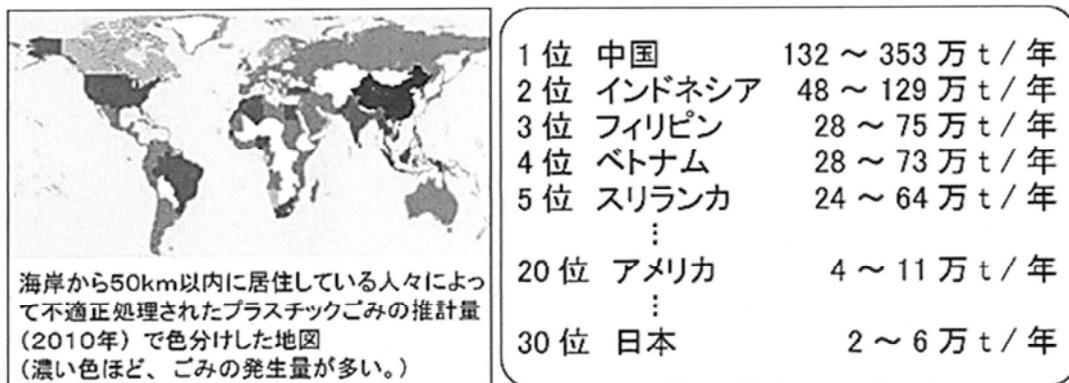 海岸から50km以内に居住している人々によっ
て不適正処理されたプラスチックごみの推計量
(2010年) で色分けした地図
(濃い色ほど、ごみの発生量が多い。)
1位 中国 132 ~ 353 万 t / 年
2位 インドネシア 48 ~ 129 万 t / 年
3位 フィリピン 28 ~ 75 万 t / 年
4位 ベトナム 28 ~ 73 万 t / 年
5位 スリランカ 24 ~ 64 万 t / 年
⋮
20位 アメリカ 4 ~ 11 万 t / 年
⋮
30位 日本 2 ~ 6 万 t / 年